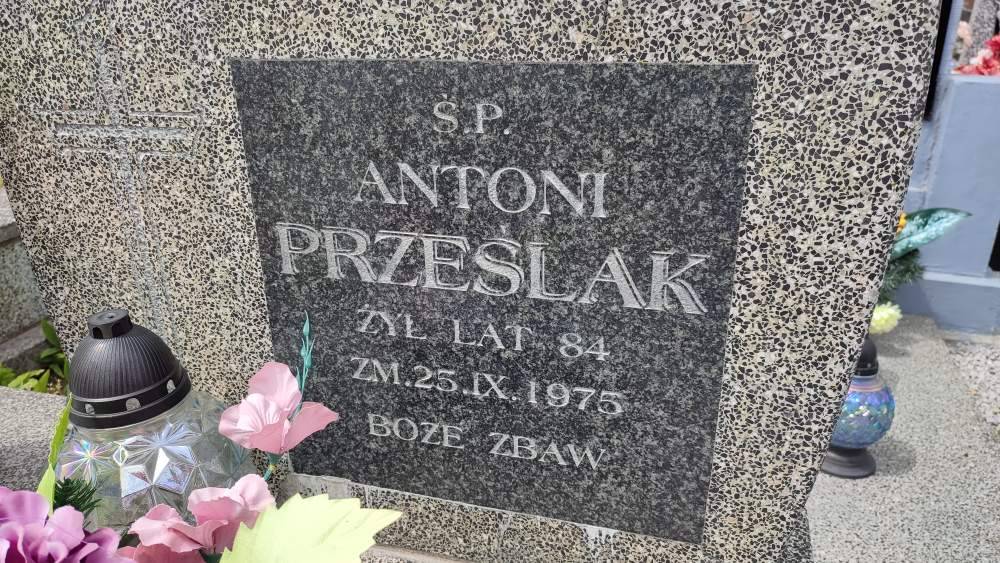 Ś.P.
ANTONI
PRZEŚLAK
ŻYŁ LAT 84
ZM.25.IX.1975
BOŻE ZBAW